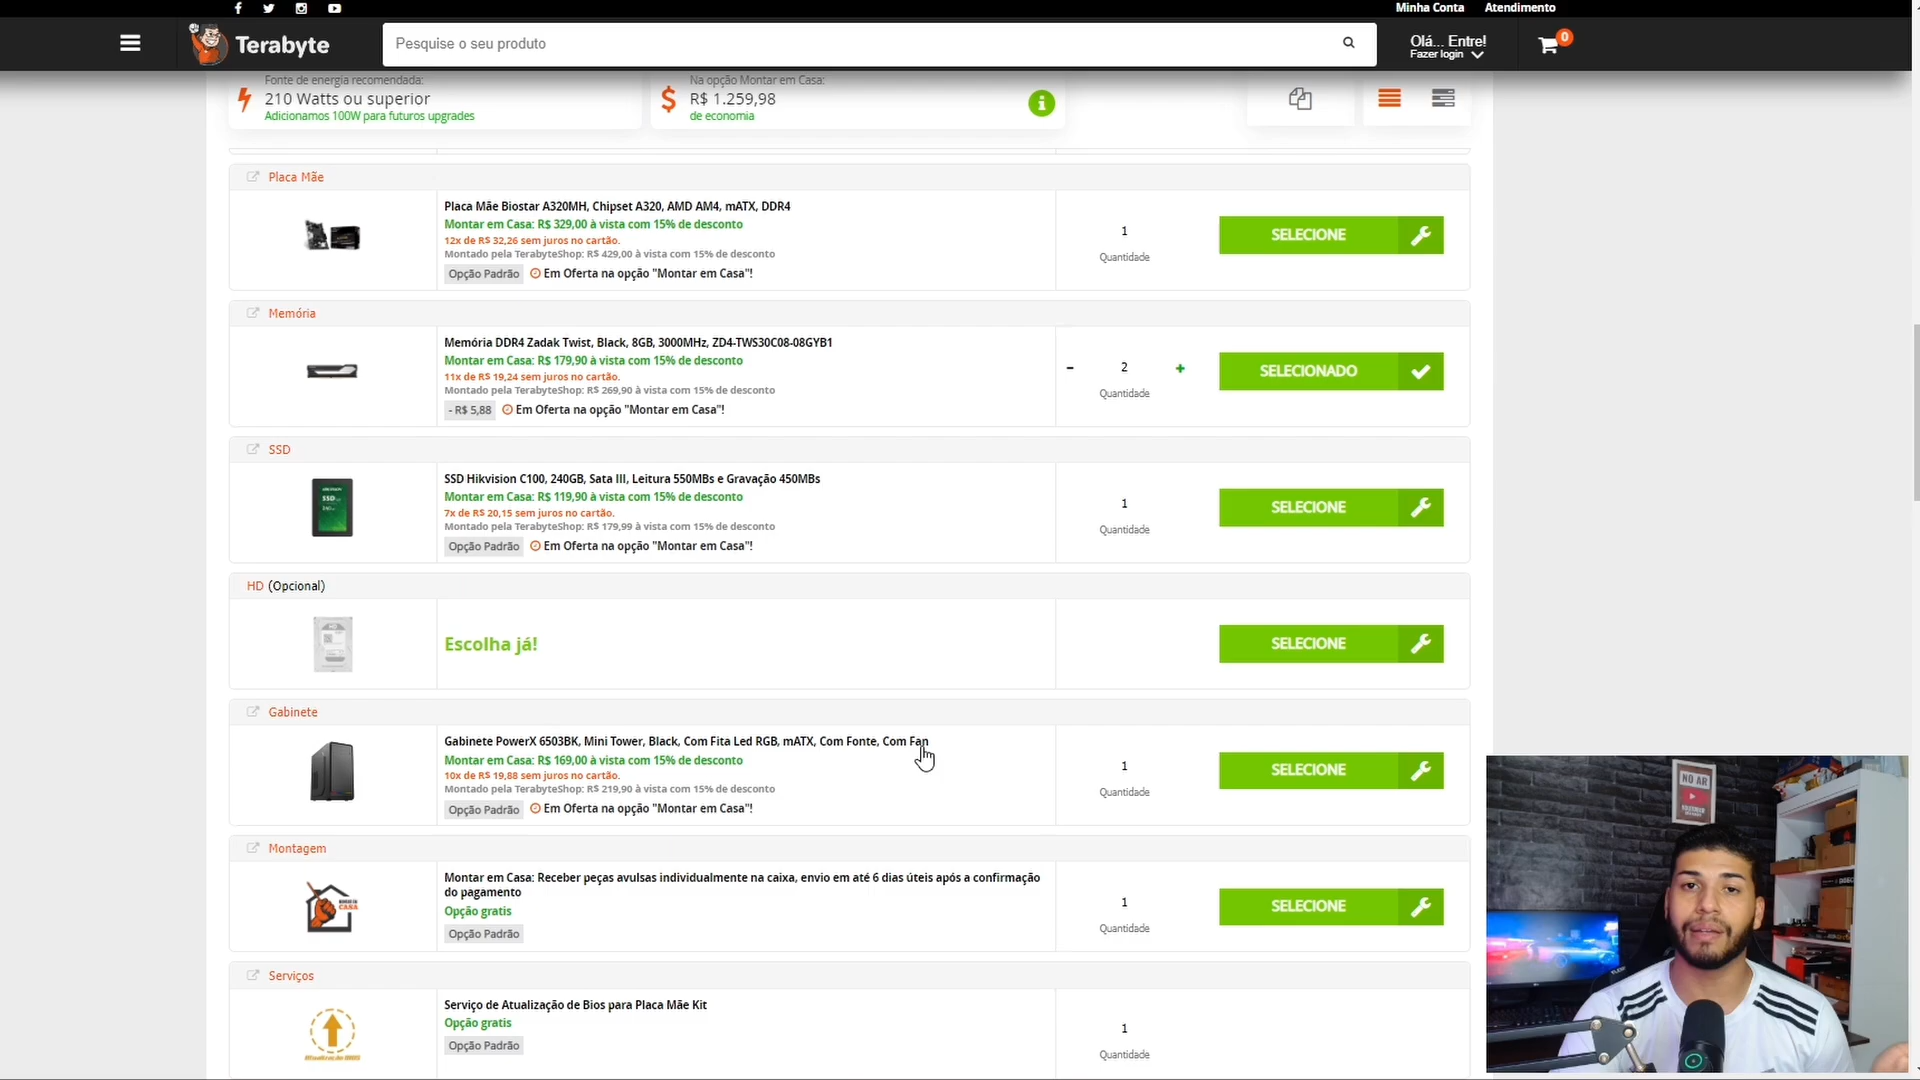 Minha Conta
Atendimento
Terabyte
Pesquise o seu produto
Olá... Entre!
Fazer login
0
Fonte de energia recomendada:
210 Watts ou superior
Adicionamos 100W para futuros upgrades
Na opção Montar em Casa:
R$ 1.259,98
de economia
Placa Mãe
Placa Mãe Biostar A320MH, Chipset A320, AMD AM4, mATX, DDR4
Montar em Casa: R$ 329,00 à vista com 15% de desconto
12x de R$ 32,26 sem juros no cartão.
Montado pela TerabyteShop: R$ 429,00 à vista com 15% de desconto
Opção Padrão Em Oferta na opção "Montar em Casa"!
1
Quantidade
SELECIONE
Memória
Memória DDR4 Zadak Twist, Black, 8GB, 3000MHz, ZD4-TWS30C08-08GYB1
Montar em Casa: R$ 179,90 à vista com 15% de desconto
11x de R$ 19,24 sem juros no cartão.
Montado pela TerabyteShop: R$ 269,90 à vista com 15% de desconto
- R$ 5,88 Em Oferta na opção "Montar em Casa"!
- 2 +
Quantidade
SELECIONADO
SSD
SSD Hikvision C100, 240GB, Sata III, Leitura 550MBs e Gravação 450MBs
Montar em Casa: R$ 119,90 à vista com 15% de desconto
7x de R$ 20,15 sem juros no cartão.
Montado pela TerabyteShop: R$ 179,99 à vista com 15% de desconto
Opção Padrão Em Oferta na opção "Montar em Casa"!
1
Quantidade
SELECIONE
HD (Opcional)
Escolha já!
SELECIONE
Gabinete
Gabinete PowerX 6503BK, Mini Tower, Black, Com Fita Led RGB, mATX, Com Fonte, Com Fan
Montar em Casa: R$ 169,00 à vista com 15% de desconto
10x de R$ 19,88 sem juros no cartão.
Montado pela TerabyteShop: R$ 219,90 à vista com 15% de desconto
Opção Padrão Em Oferta na opção "Montar em Casa"!
1
Quantidade
SELECIONE
Montagem
Montar em Casa: Receber peças avulsas individualmente na caixa, envio em até 6 dias úteis após a confirmação
do pagamento
Opção gratis
Opção Padrão
1
Quantidade
SELECIONE
Serviços
Serviço de Atualização de Bios para Placa Mãe Kit
Opção gratis
Opção Padrão
1
Quantidade
NO AR